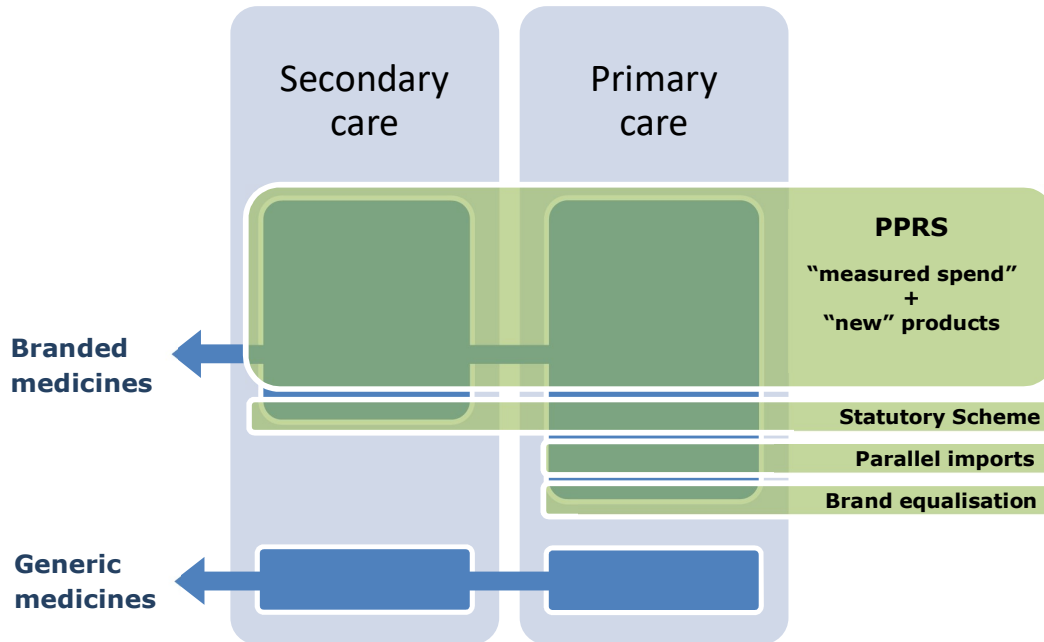 Secondary
care
Primary
care
PPRS
“measured spend”
+
“new” products
Branded
medicines
Statutory Scheme
Parallel imports
Brand equalisation
Generic
medicines